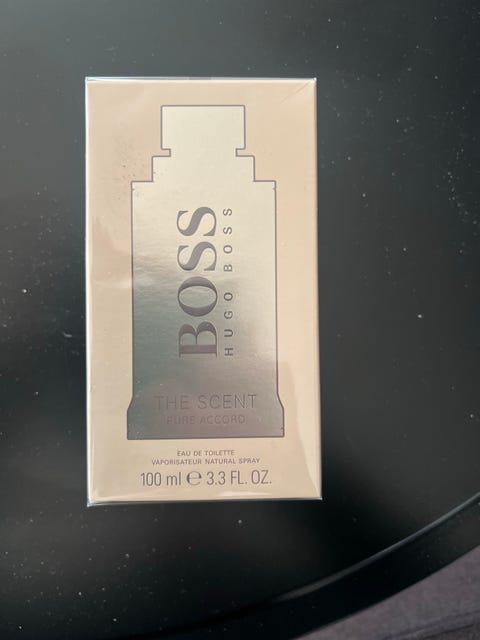 BOSS
HUGO BOSS
THE SCENT
PURE ACCORD
EAU DE TOILETTE
VAPORISATEUR NATURAL SPRAY
100 ml ℮ 3.3 FL. OZ.